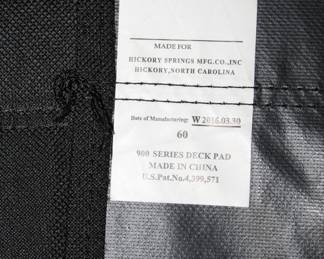 MADE FOR
HICKORY SPRINGS MFG.CO.,INC
HICKORY,NORTH CAROLINA
Date of Manufacturing: W 2016.03.30
60
900 SERIES DECK PAD
MADE IN CHINA
U.S.Pat.No.4,399,571